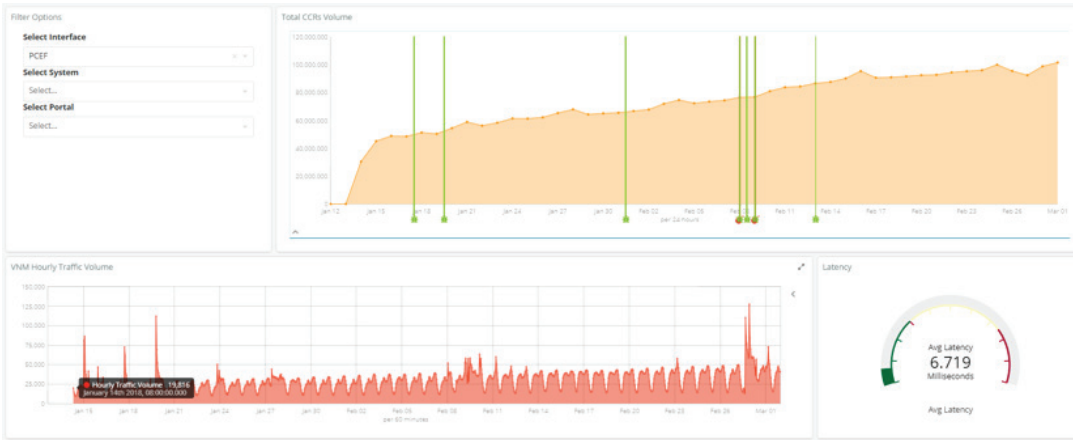 Filter Options
Select Interface
PCEF
Select System
Select...
Select Portal
Select...
Total CCRs Volume
120.000.000
100.000.000
80.000.000
60.000.000
40.000.000
20.000.000
0
Jan 12 Jan 15 Jan 18 Jan 21 Jan 24 Jan 27 Jan 30 Feb 02 Feb 05 Feb 08 Feb 11 Feb 14 Feb 17 Feb 20 Feb 23 Feb 26 Mar 01
per 24 hours
VNM Hourly Traffic Volume
150.000
125.000
100.000
75.000
50.000
25.000
0
Hourly Traffic Volume 19,816
January 14th 2018, 08:00:00.000
Jan 15 Jan 18 Jan 21 Jan 24 Jan 27 Jan 30 Feb 02 Feb 05 Feb 08 Feb 11 Feb 14 Feb 17 Feb 20 Feb 23 Feb 26 Mar 01
per 60 minutes
Latency
Avg Latency
6.719
Milliseconds
Avg Latency